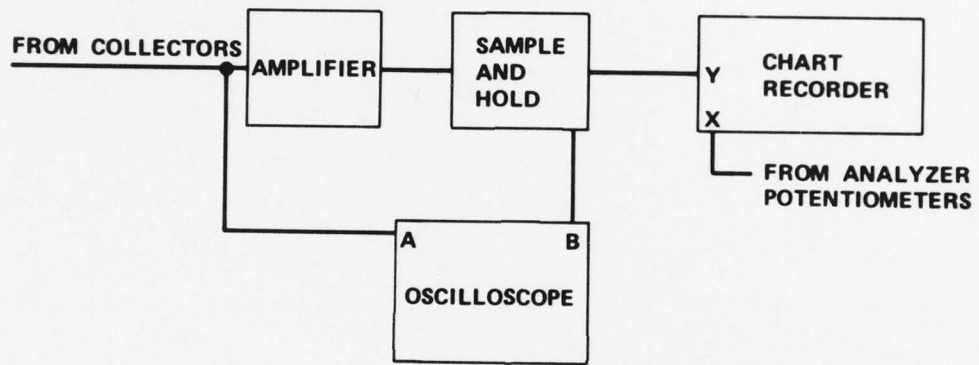 FROM COLLECTORS
AMPLIFIER
SAMPLE
AND
HOLD
Y
X
CHART
RECORDER
FROM ANALYZER
POTENTIOMETERS
A
B
OSCILLOSCOPE